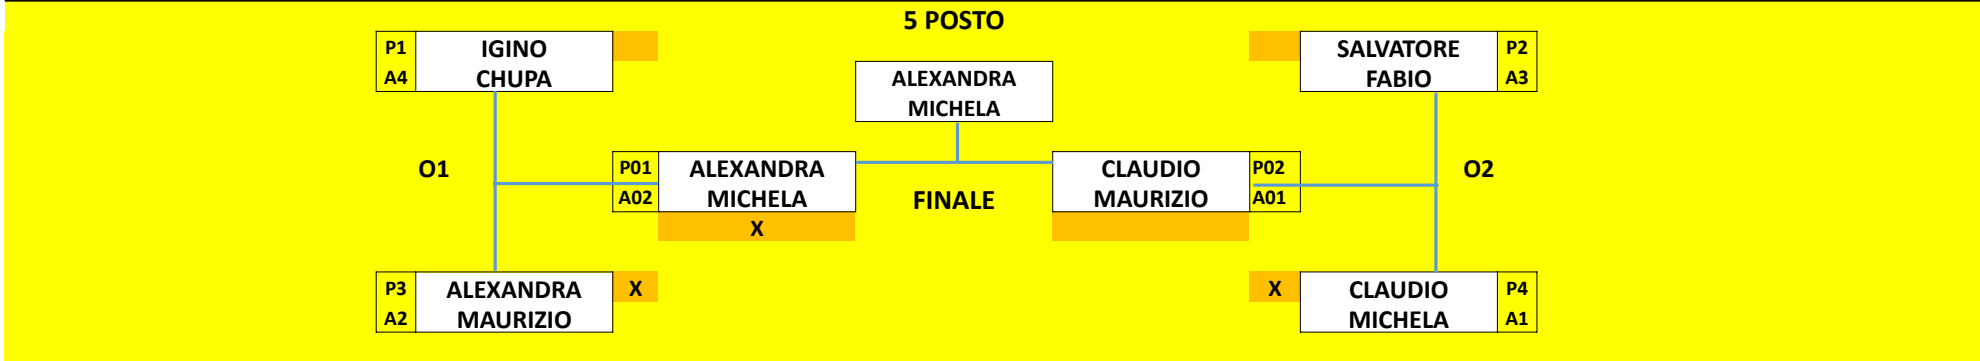 5 POSTO
P1 IGINO SALVATORE P2
A4 CHUPA FABIO A3
ALEXANDRA
MICHELA
O1 P01 ALEXANDRA CLAUDIO P02 O2
A02 MICHELA FINALE MAURIZIO A01
X
P3 ALEXANDRA X X CLAUDIO P4
A2 MAURIZIO MICHELA A1